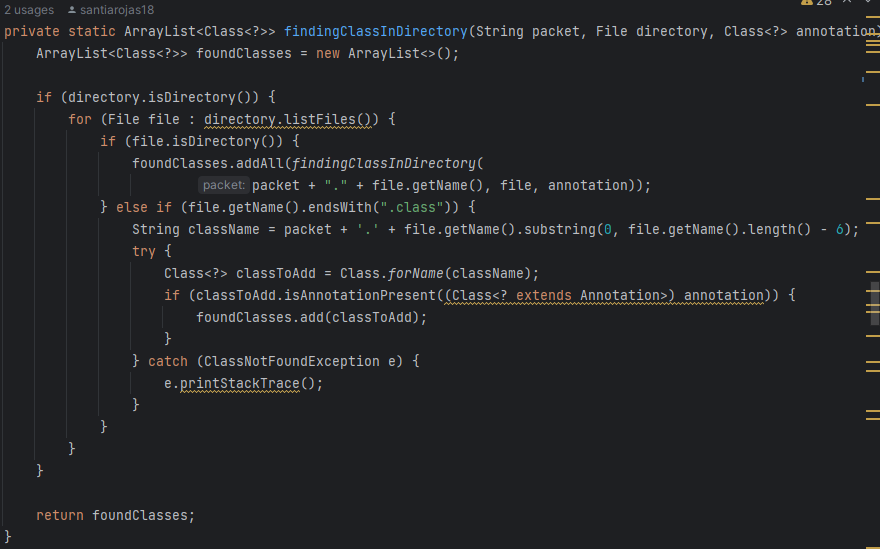 2 usages santiarojas18
28
private static ArrayList<Class<?>> findingClassInDirectory(String packet, File directory, Class<?> annotation)
ArrayList<Class<?>> foundClasses = new ArrayList<>();
if (directory.isDirectory()) {
for (File file : directory.listFiles()) {
if (file.isDirectory()) {
foundClasses.addAll(findingClassInDirectory(
packet: packet + "." + file.getName(), file, annotation));
} else if (file.getName().endsWith(".class")) {
String className = packet + '.' + file.getName().substring(0, file.getName().length() - 6);
try {
Class<?> classToAdd = Class.forName(className);
if (classToAdd.isAnnotationPresent((Class<? extends Annotation>) annotation)) {
foundClasses.add(classToAdd);
}
} catch (ClassNotFoundException e) {
e.printStackTrace();
}
}
}
}
return foundClasses;
}